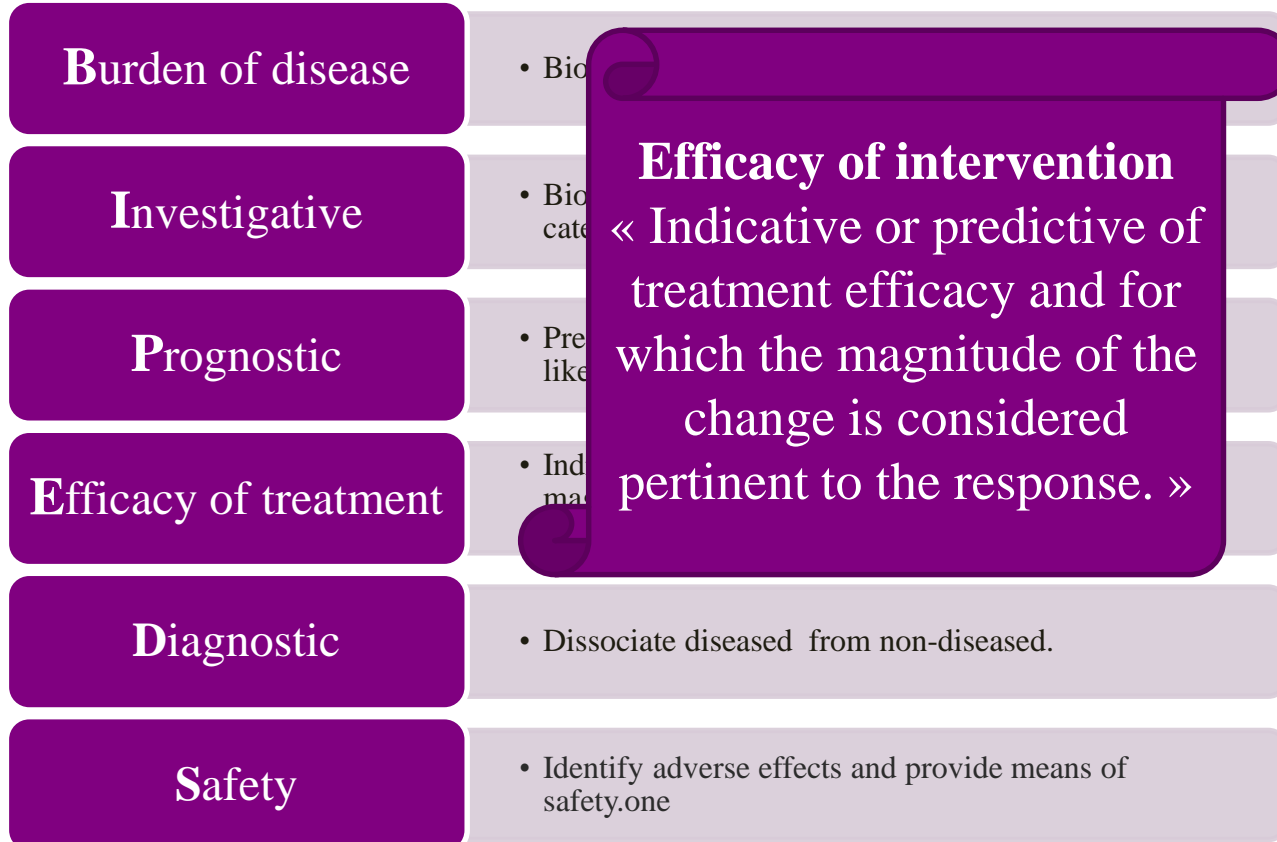 Burden of disease
• Bio
Investigative
• Bio
cate
Prognostic
• Pre
like
Efficacy of treatment
• Ind
mag
Efficacy of intervention
« Indicative or predictive of
treatment efficacy and for
which the magnitude of the
change is considered
pertinent to the response. »
Diagnostic
• Dissociate diseased  from non-diseased.
Safety
• Identify adverse effects and provide means of
safety.one